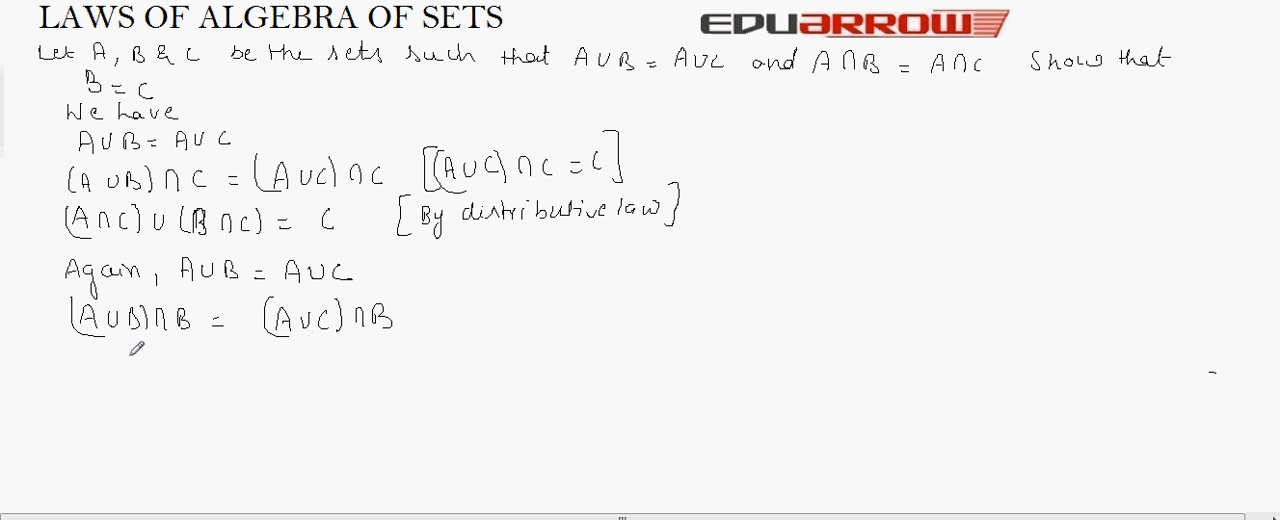 LAWS OF ALGEBRA OF SETS
EDUARROW
Let A, B & C be the sets such that A ∪ B = A ∪ C and A ∩ B = A ∩ C Show that
B = C
We have
A ∪ B = A ∪ C
(A ∪ B) ∩ C = (A ∪ C) ∩ C [(A ∪ C) ∩ C = C]
(A ∩ C) ∪ (B ∩ C) = C [By distributive law]
Again, A ∪ B = A ∪ C
(A ∪ B) ∩ B = (A ∪ C) ∩ B